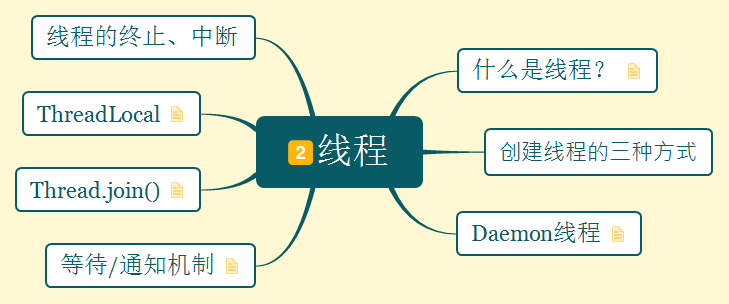 线程的终止、中断
什么是线程？
ThreadLocal
2线程
创建线程的三种方式
Thread.join()
Daemon线程
等待/通知机制